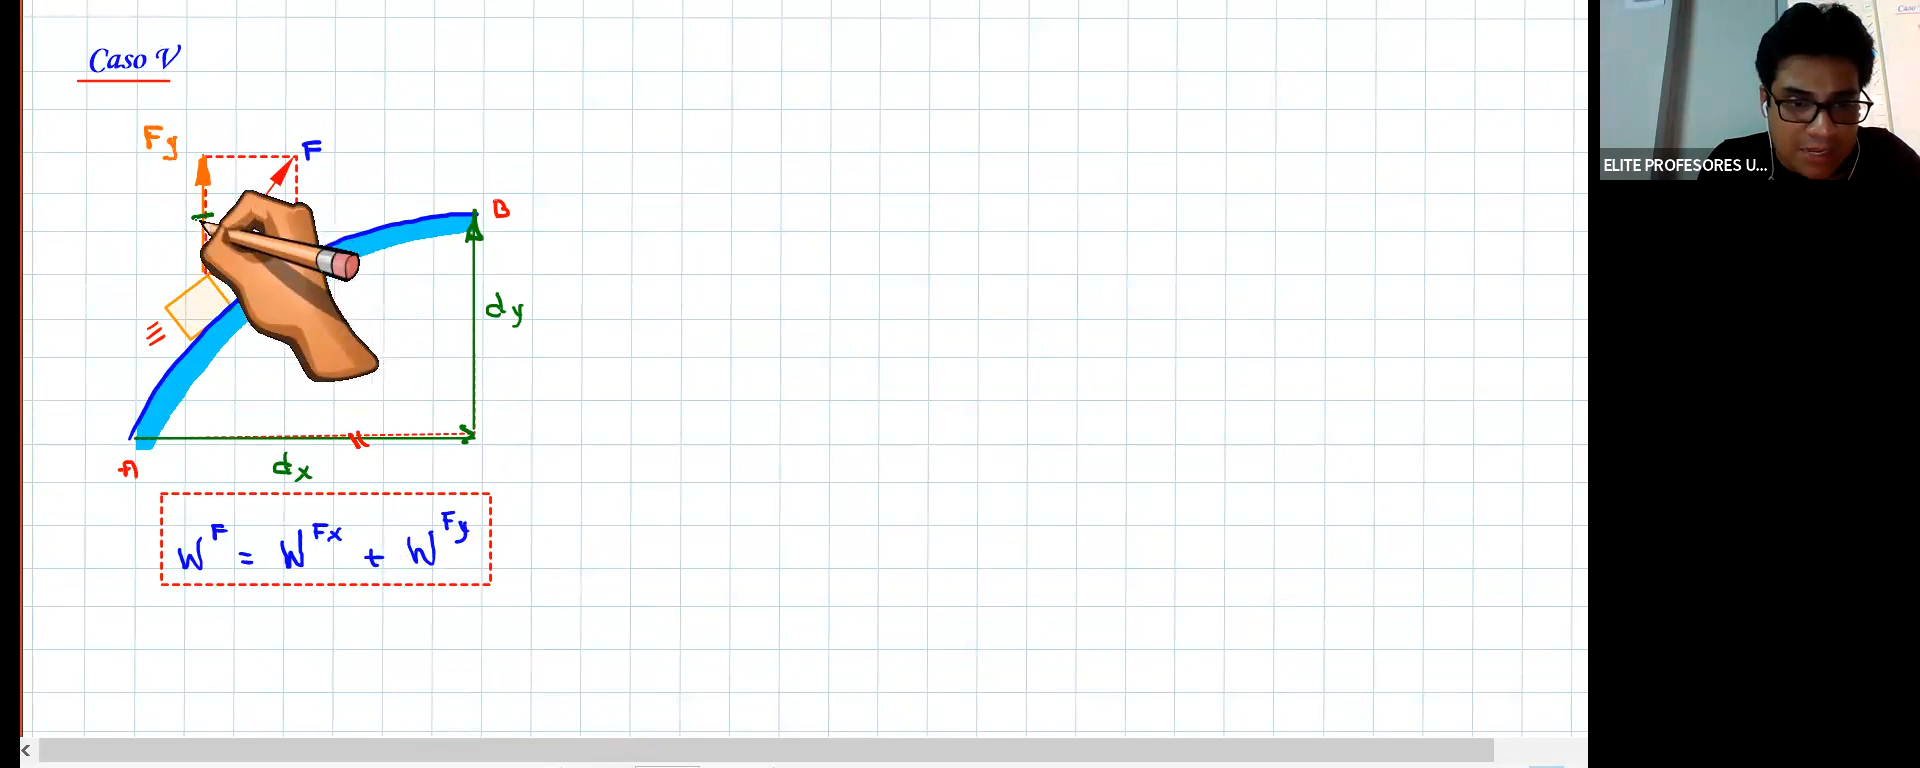 Caso V
Fy
F
B
dy
A
dx
W^F = W^Fx + W^Fy
ELITE PROFESORES U...